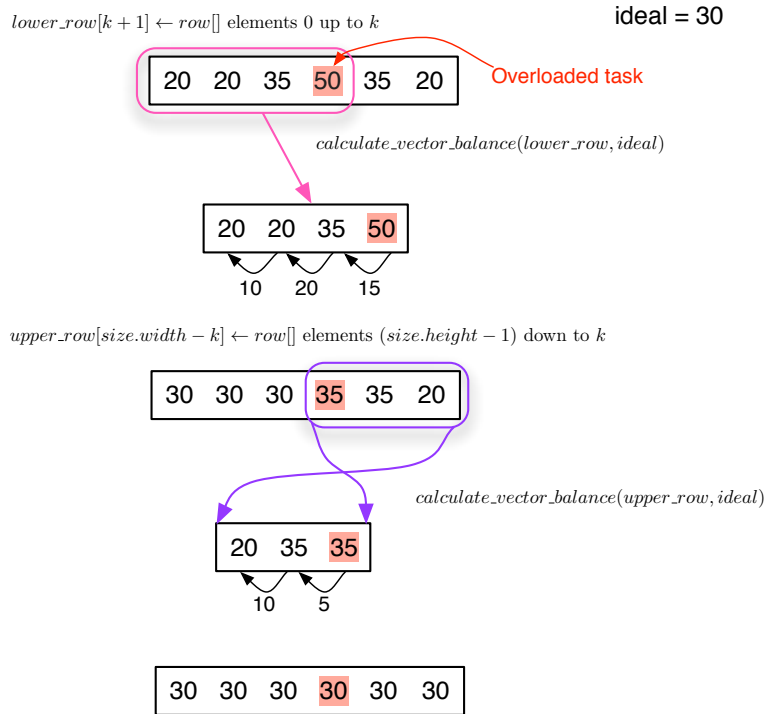 lower_row[k + 1] ← row[] elements 0 up to k
ideal = 30
20 20 35 50 35 20
Overloaded task
calculate_vector_balance(lower_row, ideal)
20 20 35 50
10 20 15
upper_row[size.width − k] ← row[] elements (size.height − 1) down to k
30 30 30 35 35 20
calculate_vector_balance(upper_row, ideal)
20 35 35
10 5
30 30 30 30 30 30